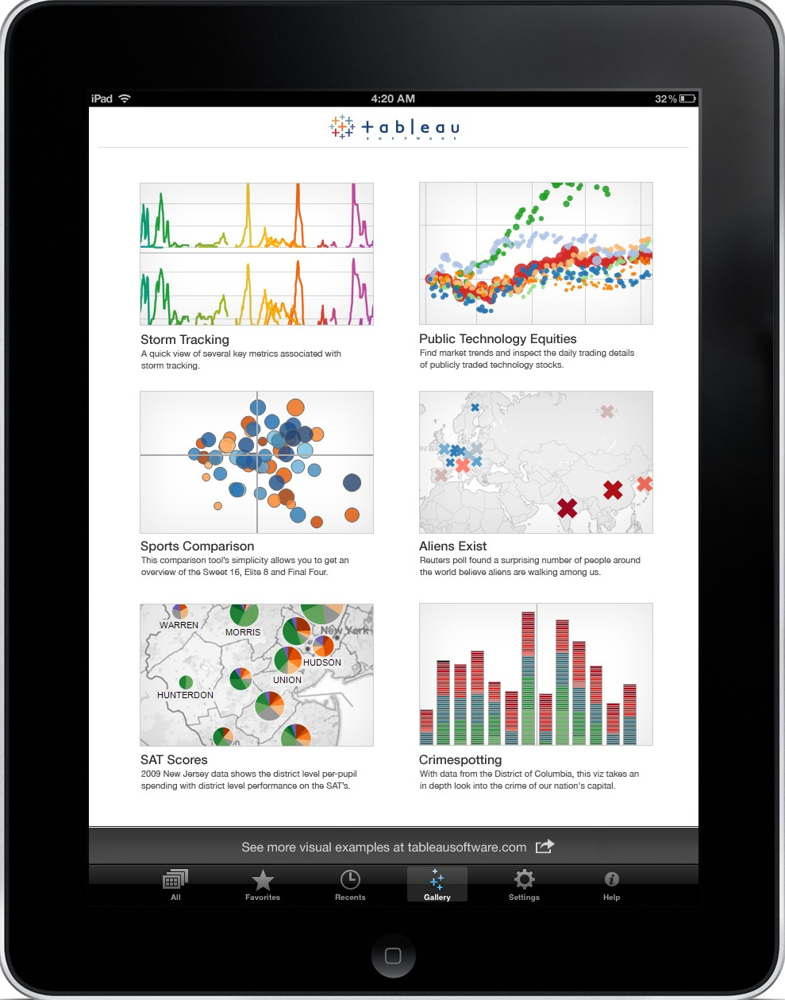 iPad 4:20 AM 32%
+ableau
SOFTWARE
Storm Tracking
A quick view of several key metrics associated with
storm tracking.
Public Technology Equities
Find market trends and inspect the daily trading details
of publicly traded technology stocks.
Sports Comparison
This comparison tool's simplicity allows you to get an
overview of the Sweet 16, Elite 8 and Final Four.
Aliens Exist
Reuters poll found a surprising number of people around
the world believe aliens are walking among us.
WARREN
MORRIS
New York
HUDSON
UNION
HUNTERDON
SAT Scores
2009 New Jersey data shows the district level per-pupil
spending with district level performance on the SAT's.
Crimespotting
With data from the District of Columbia, this viz takes an
in depth look into the crime of our nation's capital.
See more visual examples at tableausoftware.com
All Favorites Recents Gallery Settings Help